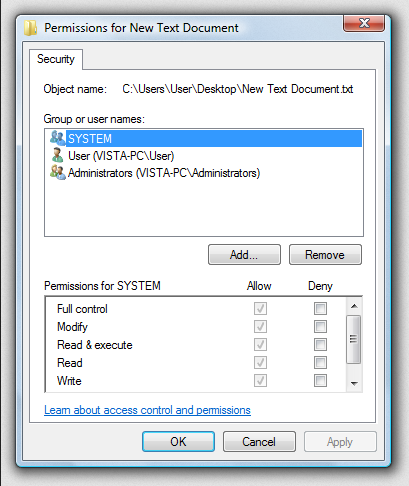 Permissions for New Text Document
Security
Object name: C:\Users\User\Desktop\New Text Document.txt
Group or user names:
SYSTEM
User (VISTA-PC\User)
Administrators (VISTA-PC\Administrators)
Add... Remove
Permissions for SYSTEM Allow Deny
Full control
Modify
Read & execute
Read
Write
Learn about access control and permissions
OK Cancel Apply